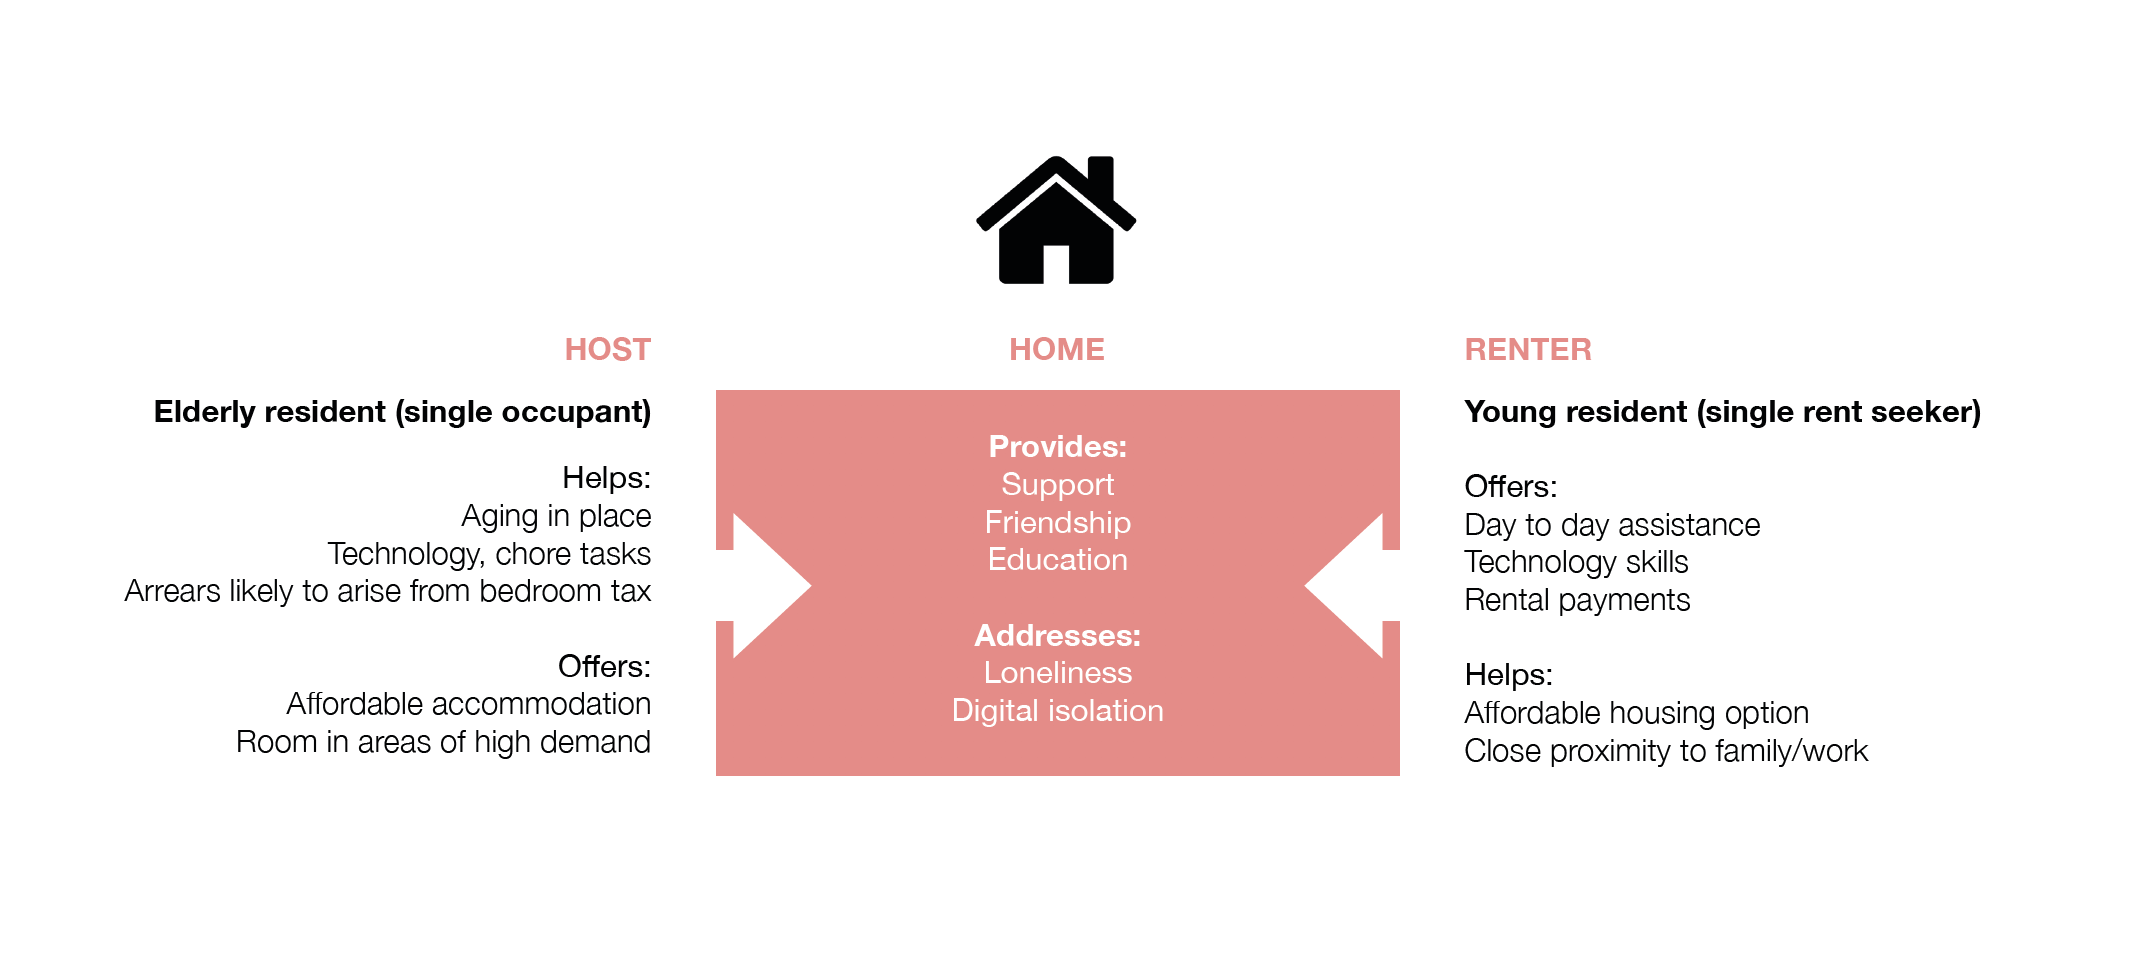 HOST
Elderly resident (single occupant)
Helps:
Aging in place
Technology, chore tasks
Arrears likely to arise from bedroom tax
Offers:
Affordable accommodation
Room in areas of high demand
HOME
Provides:
Support
Friendship
Education
Addresses:
Loneliness
Digital isolation
RENTER
Young resident (single rent seeker)
Offers:
Day to day assistance
Technology skills
Rental payments
Helps:
Affordable housing option
Close proximity to family/work